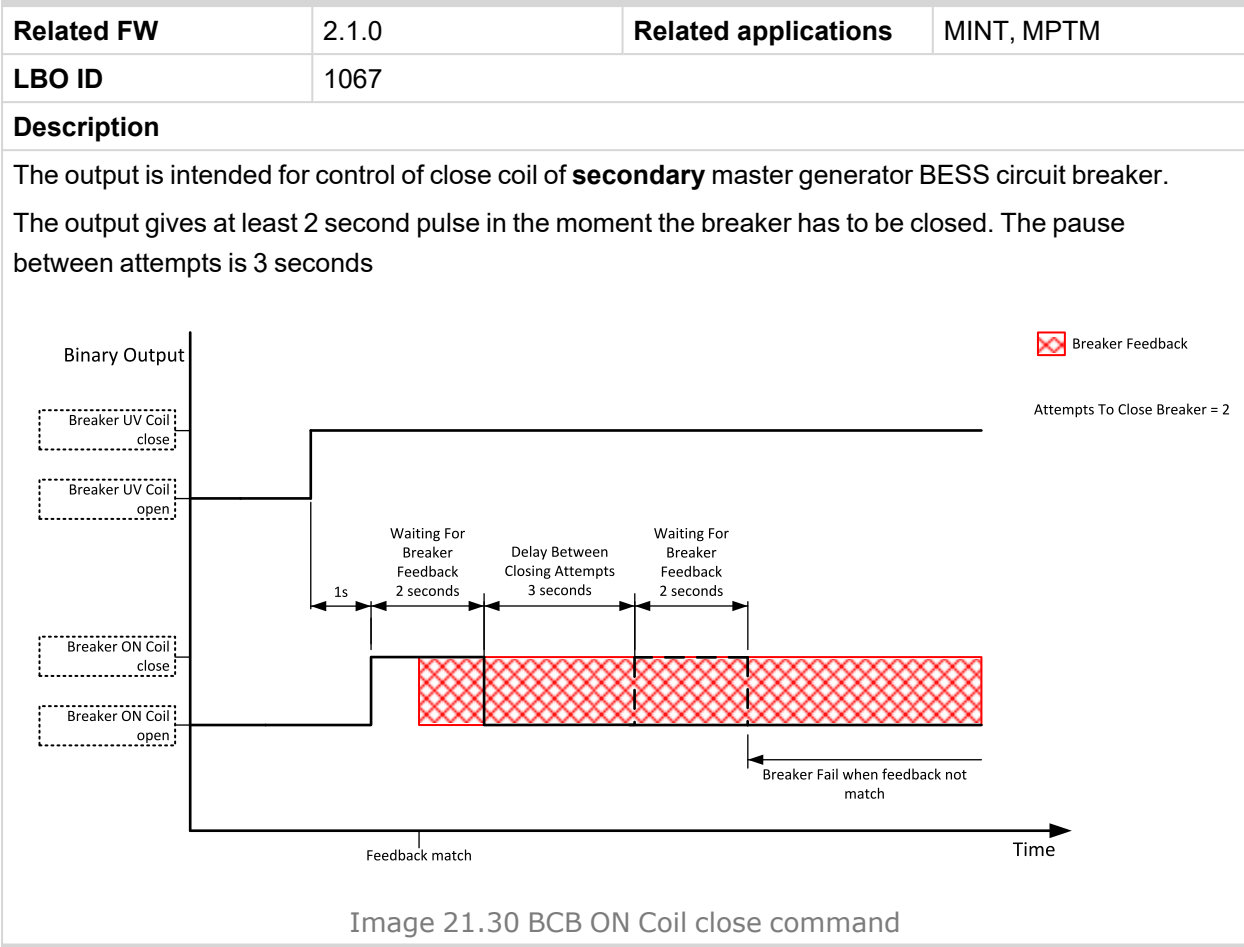 Related FW 2.1.0 Related applications MINT, MPTM
LBO ID 1067
Description
The output is intended for control of close coil of secondary master generator BESS circuit breaker.
The output gives at least 2 second pulse in the moment the breaker has to be closed. The pause
between attempts is 3 seconds
Binary Output
Breaker Feedback
Attempts To Close Breaker = 2
Breaker UV Coil
close
Breaker UV Coil
open
1s
Waiting For
Breaker
Feedback
2 seconds
Delay Between
Closing Attempts
3 seconds
Waiting For
Breaker
Feedback
2 seconds
Breaker ON Coil
close
Breaker ON Coil
open
Breaker Fail when feedback not
match
Feedback match
Time
Image 21.30 BCB ON Coil close command